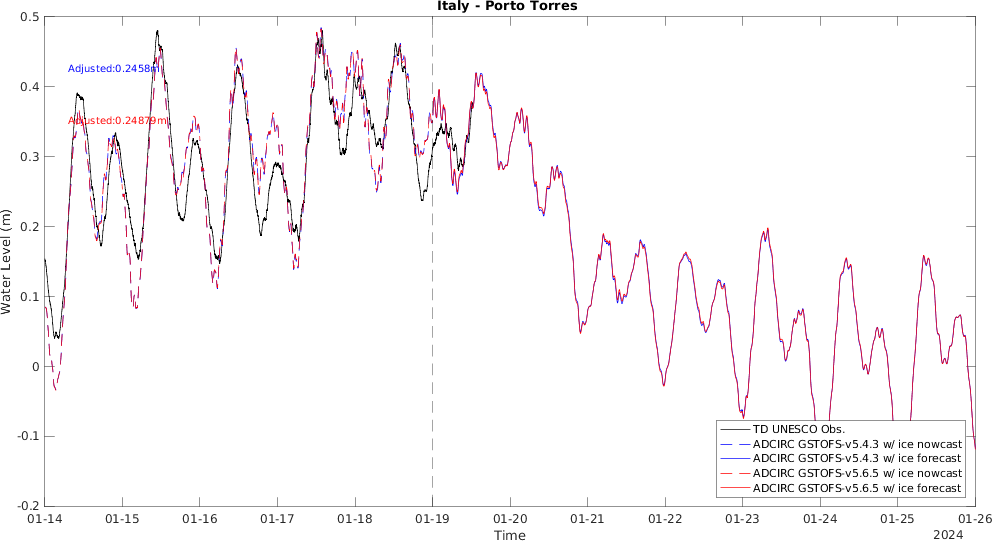 Italy - Porto Torres
0.5
0.4
0.3
0.2
0.1
0
-0.1
-0.2
Water Level (m)
Adjusted:0.2458m
Adjusted:0.24879m
TD UNESCO Obs.
ADCIRC GSTOFS-v5.4.3 w/ ice nowcast
ADCIRC GSTOFS-v5.4.3 w/ ice forecast
ADCIRC GSTOFS-v5.6.5 w/ ice nowcast
ADCIRC GSTOFS-v5.6.5 w/ ice forecast
01-14 01-15 01-16 01-17 01-18 01-19 01-20 01-21 01-22 01-23 01-24 01-25 01-26
Time
2024